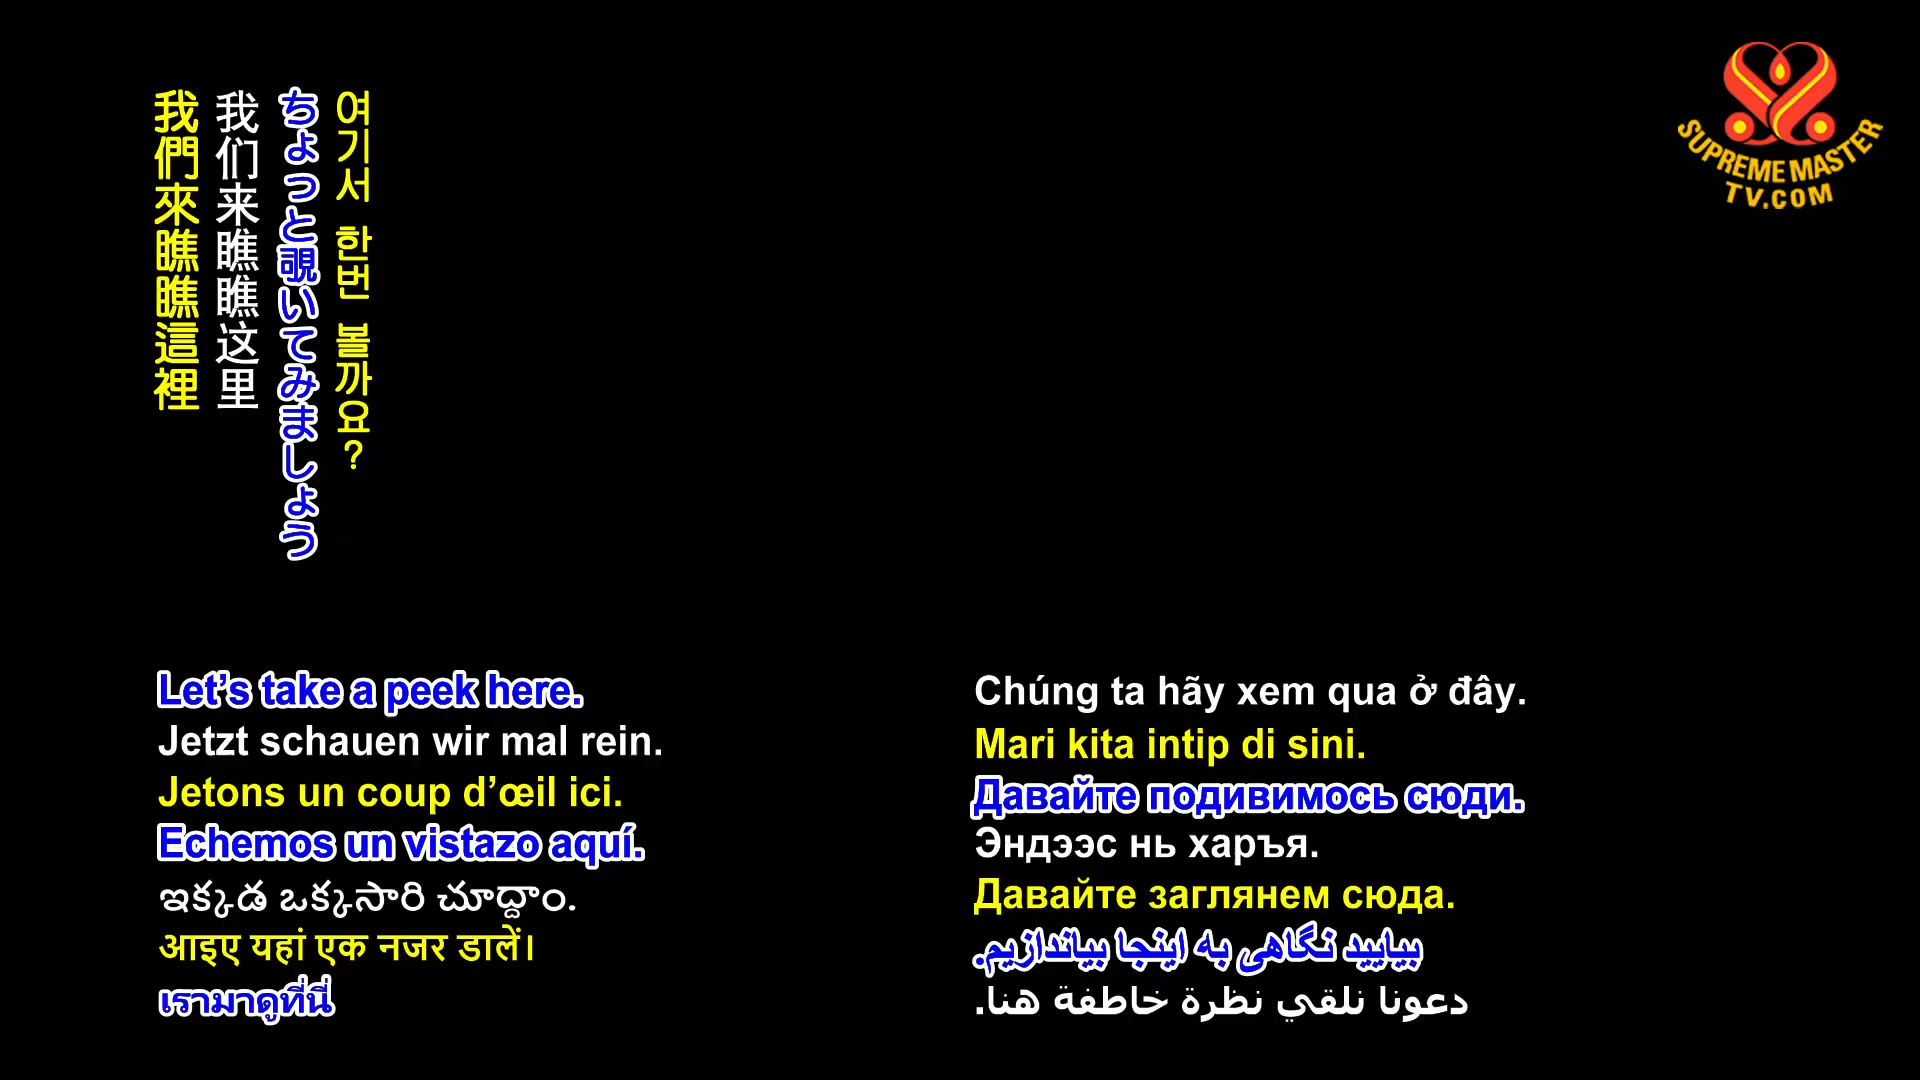 我們來瞧瞧這裡
我们来瞧瞧这里
ちょっと覗いてみましょう
여기서 한번 볼까요?
SUPREME MASTER
TV.COM
Let’s take a peek here.
Jetzt schauen wir mal rein.
Jetons un coup d’œil ici.
Echemos un vistazo aquí.
ఇక్కడ ఒక్కసారి చూద్దాం.
आइए यहां एक नजर डालें।
เรามาดูที่นี่
Chúng ta hãy xem qua ở đây.
Mari kita intip di sini.
Давайте подивимось сюди.
Эндээс нь харъя.
Давайте заглянем сюда.
بیایید نگاهی به اینجا بیاندازیم.
دعونا نلقي نظرة خاطفة هنا.